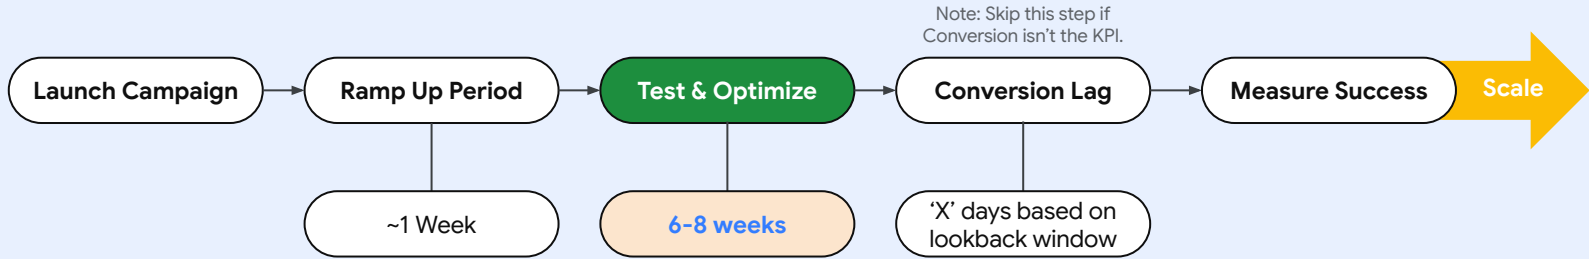 Note: Skip this step if
Conversion isn't the KPI.
Launch Campaign
Ramp Up Period
Test & Optimize
Conversion Lag
Measure Success
Scale
~1 Week
6-8 weeks
‘X’ days based on
lookback window